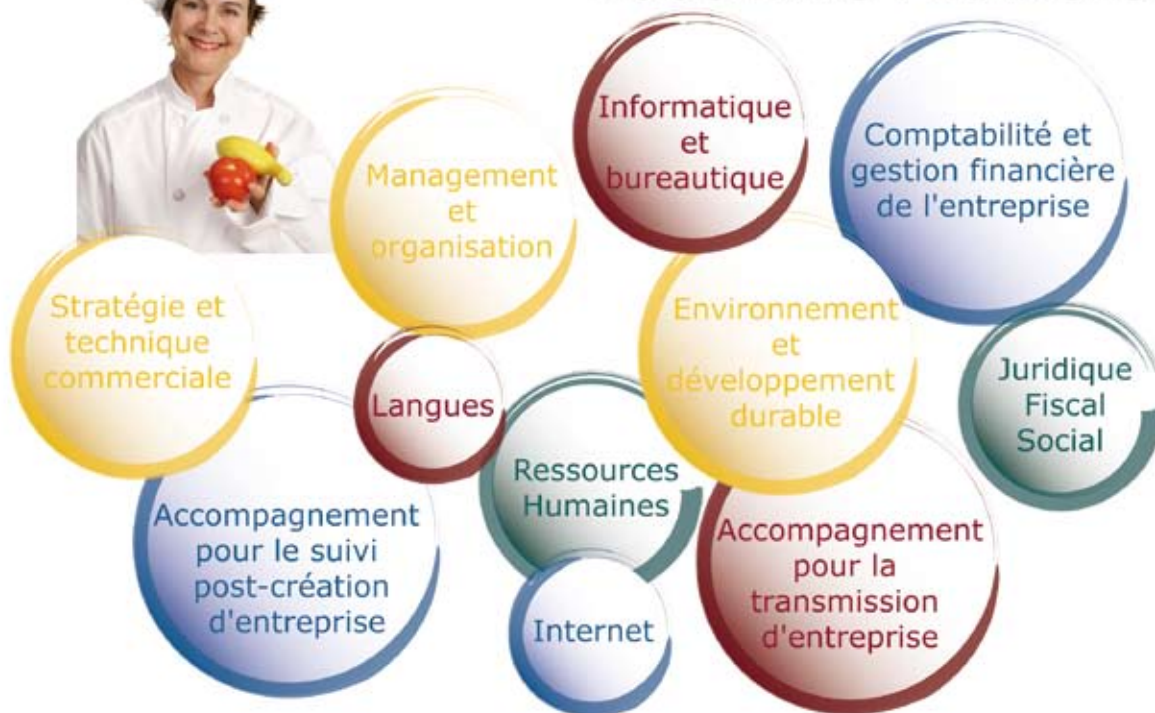 Informatique
et
bureautique
Comptabilité et
gestion financière
de l'entreprise
Management
et
organisation
Stratégie et
technique
commerciale
Environnement
et
développement
durable
Juridique
Fiscal
Social
Langues
Ressources
Humaines
Accompagnement
pour le suivi
post-création
d'entreprise
Accompagnement
pour la
transmission
d'entreprise
Internet